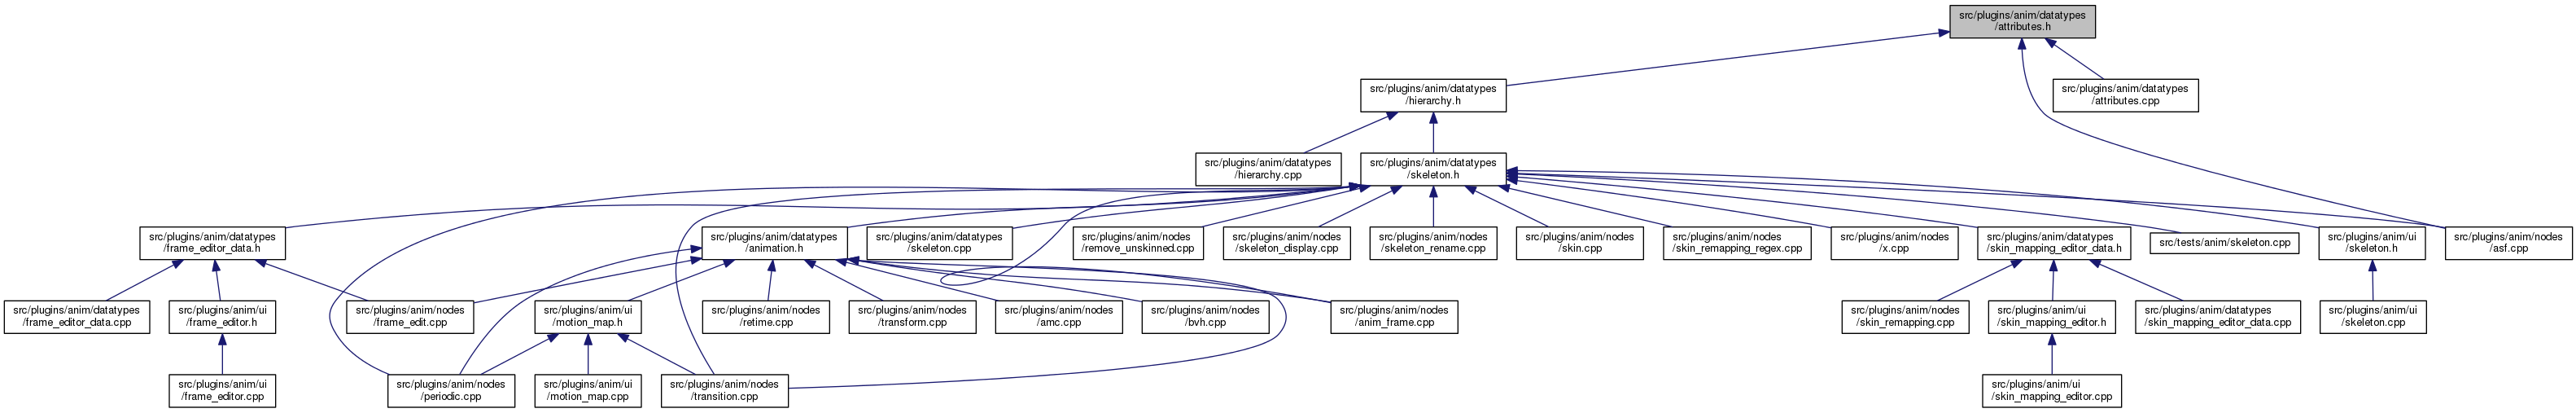 src/plugins/anim/datatypes
/attributes.h
src/plugins/anim/datatypes
/hierarchy.h
src/plugins/anim/datatypes
/attributes.cpp
src/plugins/anim/datatypes
/hierarchy.cpp
src/plugins/anim/datatypes
/skeleton.h
src/plugins/anim/datatypes
/frame_editor_data.h
src/plugins/anim/datatypes
/animation.h
src/plugins/anim/datatypes
/skeleton.cpp
src/plugins/anim/nodes
/remove_unskinned.cpp
src/plugins/anim/nodes
/skeleton_display.cpp
src/plugins/anim/nodes
/skeleton_rename.cpp
src/plugins/anim/nodes
/skin.cpp
src/plugins/anim/nodes
/skin_remapping_regex.cpp
src/plugins/anim/nodes
/x.cpp
src/plugins/anim/datatypes
/skin_mapping_editor_data.h
src/tests/anim/skeleton.cpp
src/plugins/anim/ui
/skeleton.h
src/plugins/anim/nodes
/asf.cpp
src/plugins/anim/datatypes
/frame_editor_data.cpp
src/plugins/anim/ui
/frame_editor.h
src/plugins/anim/nodes
/frame_edit.cpp
src/plugins/anim/ui
/motion_map.h
src/plugins/anim/nodes
/retime.cpp
src/plugins/anim/nodes
/transform.cpp
src/plugins/anim/nodes
/amc.cpp
src/plugins/anim/nodes
/bvh.cpp
src/plugins/anim/nodes
/anim_frame.cpp
src/plugins/anim/nodes
/skin_remapping.cpp
src/plugins/anim/ui
/skin_mapping_editor.h
src/plugins/anim/datatypes
/skin_mapping_editor_data.cpp
src/plugins/anim/ui
/skeleton.cpp
src/plugins/anim/ui
/frame_editor.cpp
src/plugins/anim/nodes
/periodic.cpp
src/plugins/anim/ui
/motion_map.cpp
src/plugins/anim/nodes
/transition.cpp
src/plugins/anim/ui
/skin_mapping_editor.cpp